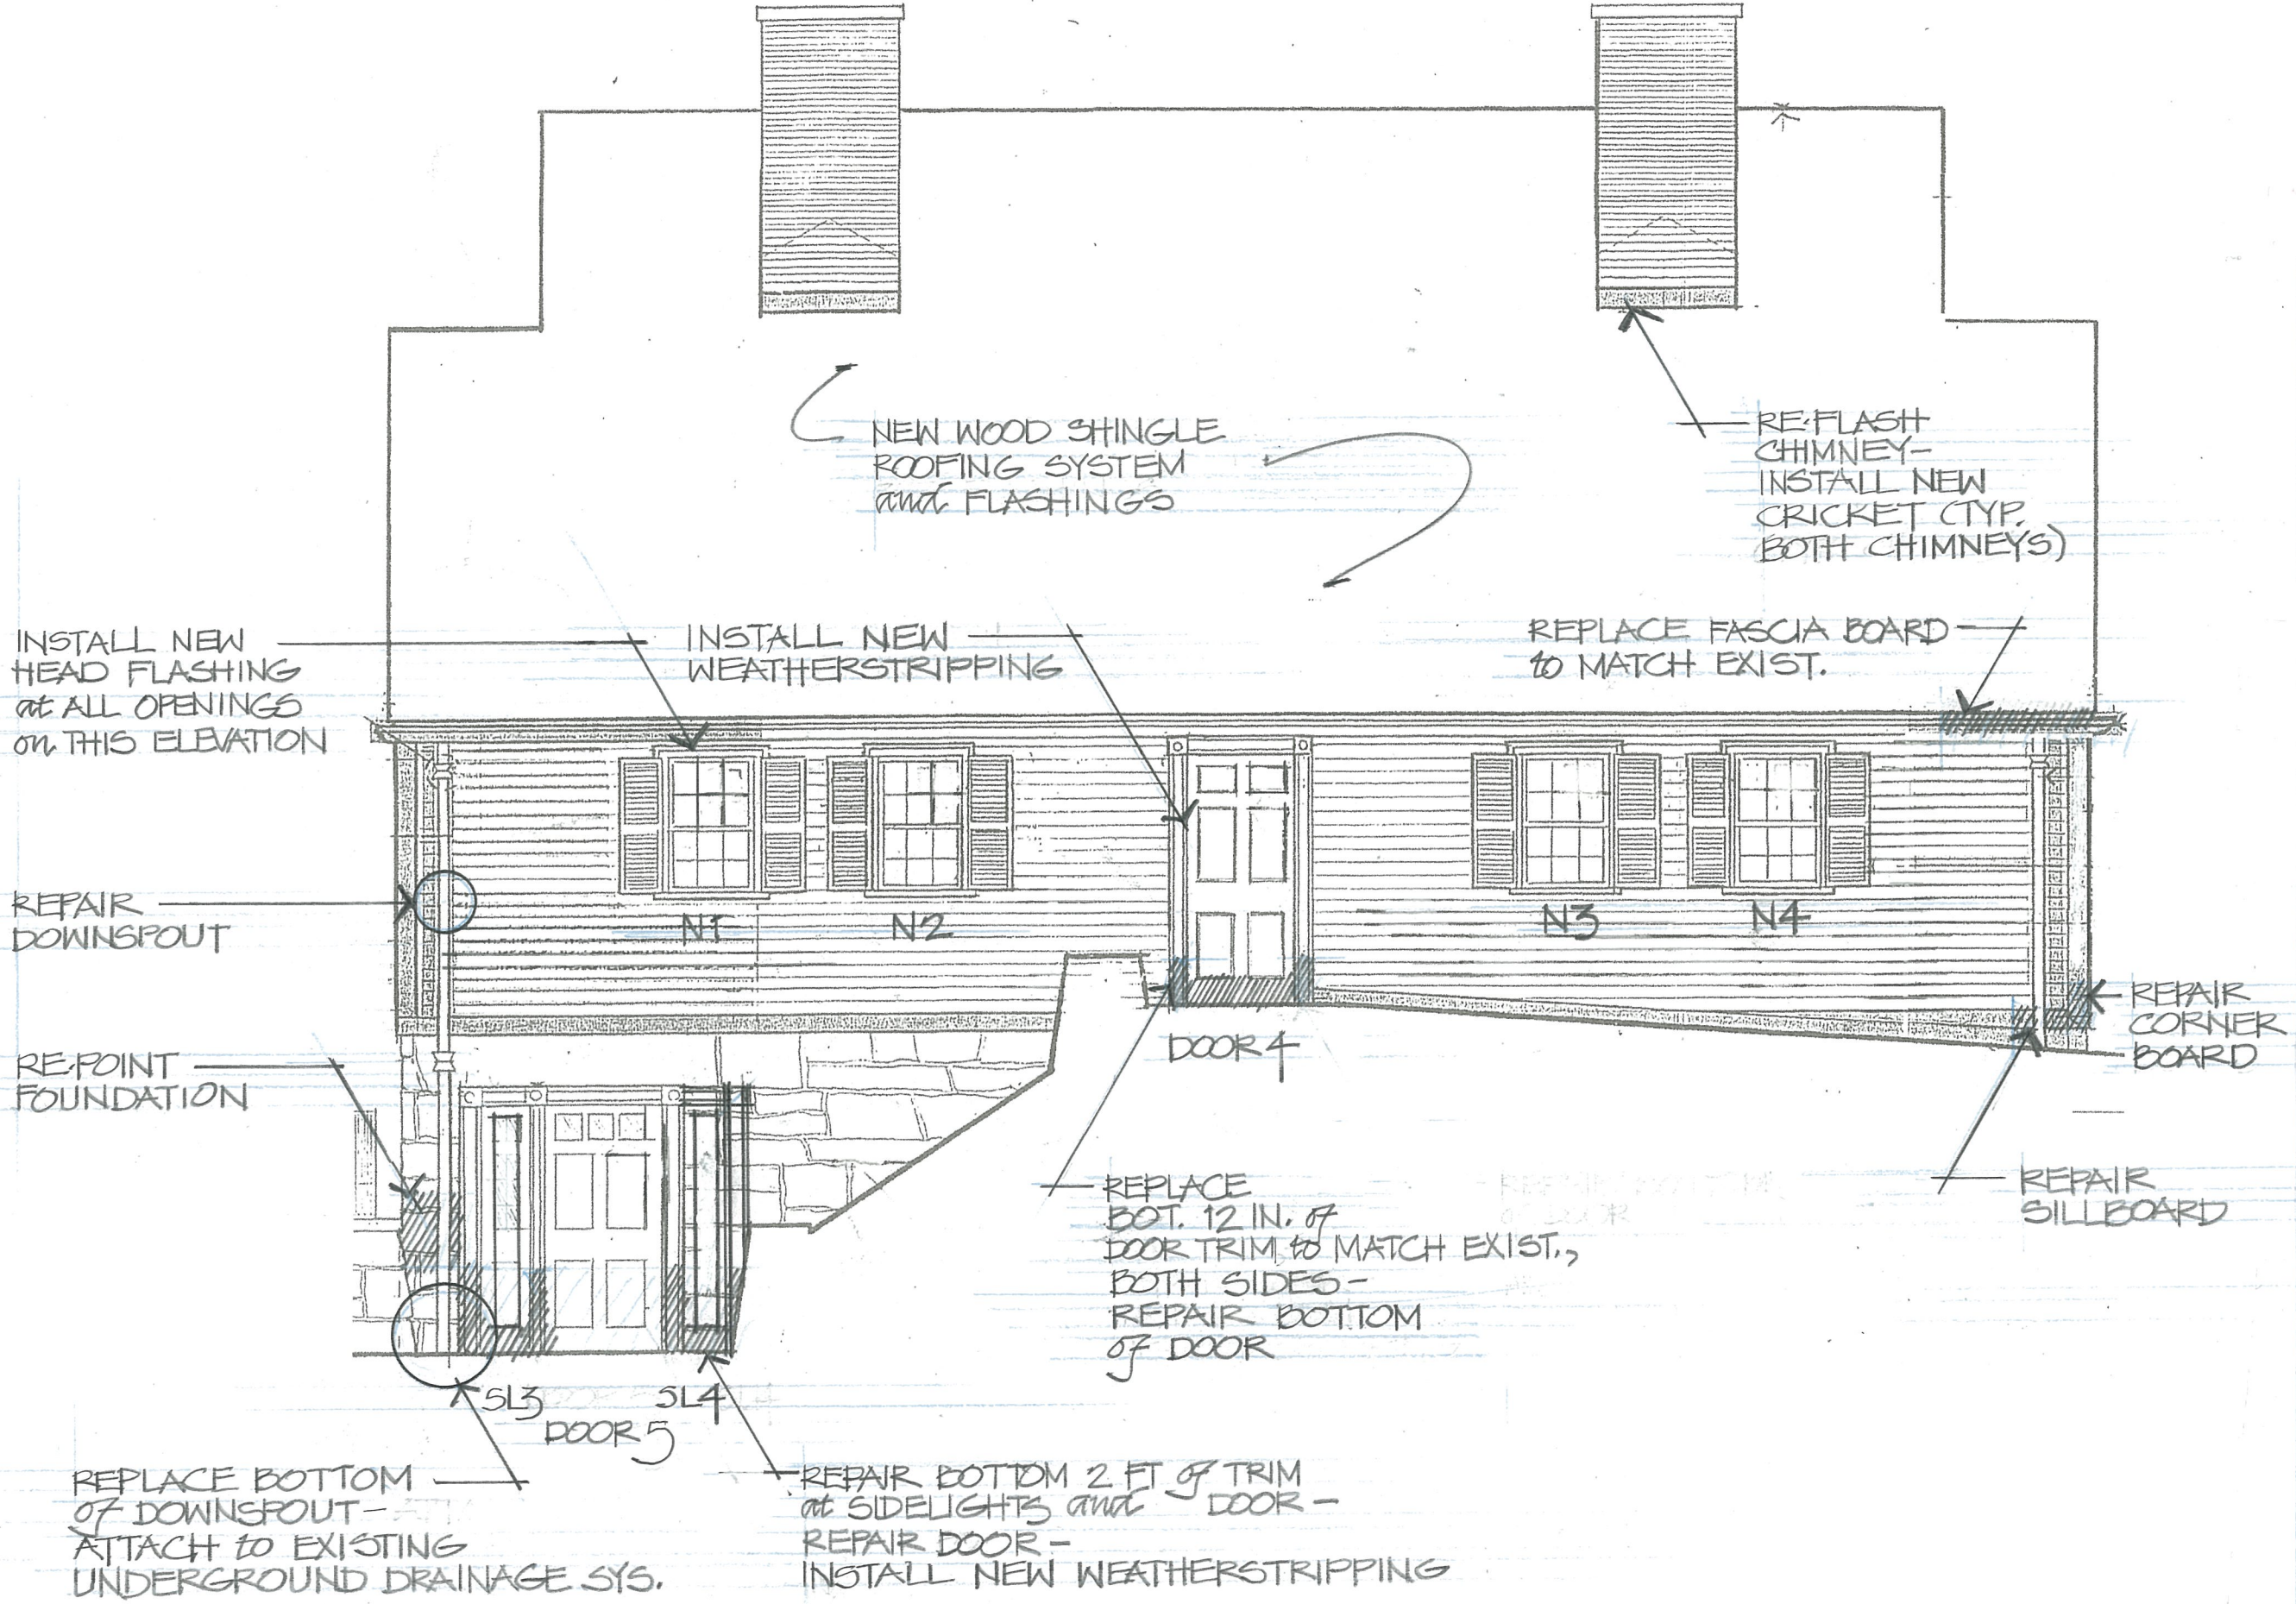 NEW WOOD SHINGLE
ROOFING SYSTEM
and FLASHINGS
RE-FLASH
CHIMNEY-
INSTALL NEW
CRICKET (TYP.
BOTH CHIMNEYS)
INSTALL NEW
HEAD FLASHING
at ALL OPENINGS
on THIS ELEVATION
INSTALL NEW
WEATHERSTRIPPING
REPLACE FASCIA BOARD
to MATCH EXIST.
REPAIR
DOWNSPOUT
N1
N2
N3
N4
REPAIR
CORNER
BOARD
DOOR 4
RE-POINT
FOUNDATION
REPLACE
BOT. 12 IN. of
DOOR TRIM to MATCH EXIST.,
BOTH SIDES-
REPAIR BOTTOM
of DOOR
REPAIR
SILLBOARD
SL3
SL4
DOOR 5
REPLACE BOTTOM
of DOWNSPOUT-
ATTACH to EXISTING
UNDERGROUND DRAINAGE SYS.
REPAIR BOTTOM 2 FT of TRIM
at SIDELIGHTS and DOOR-
REPAIR DOOR-
INSTALL NEW WEATHERSTRIPPING